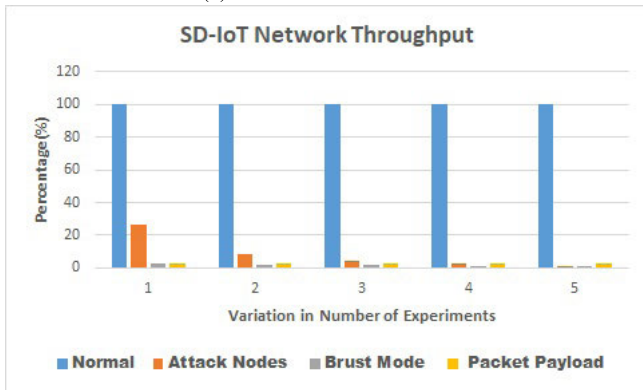 SD-IoT Network Throughput
120
100
80
60
40
20
0
Percentage(%)
1 2 3 4 5
Variation in Number of Experiments
Normal Attack Nodes Brust Mode Packet Payload